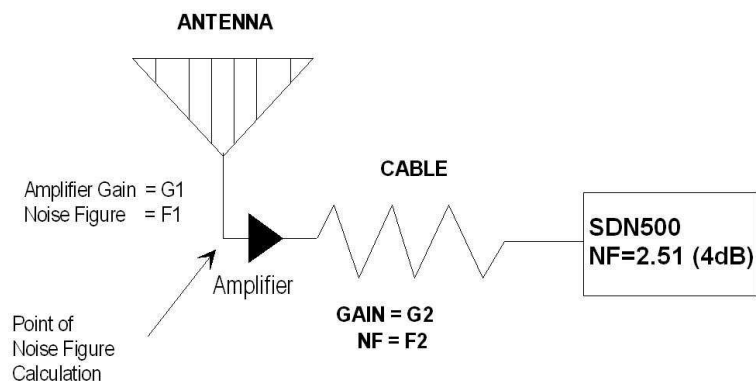 ANTENNA
Amplifier Gain = G1
Noise Figure = F1
CABLE
SDN500
NF=2.51 (4dB)
Amplifier
GAIN = G2
NF = F2
Point of
Noise Figure
Calculation